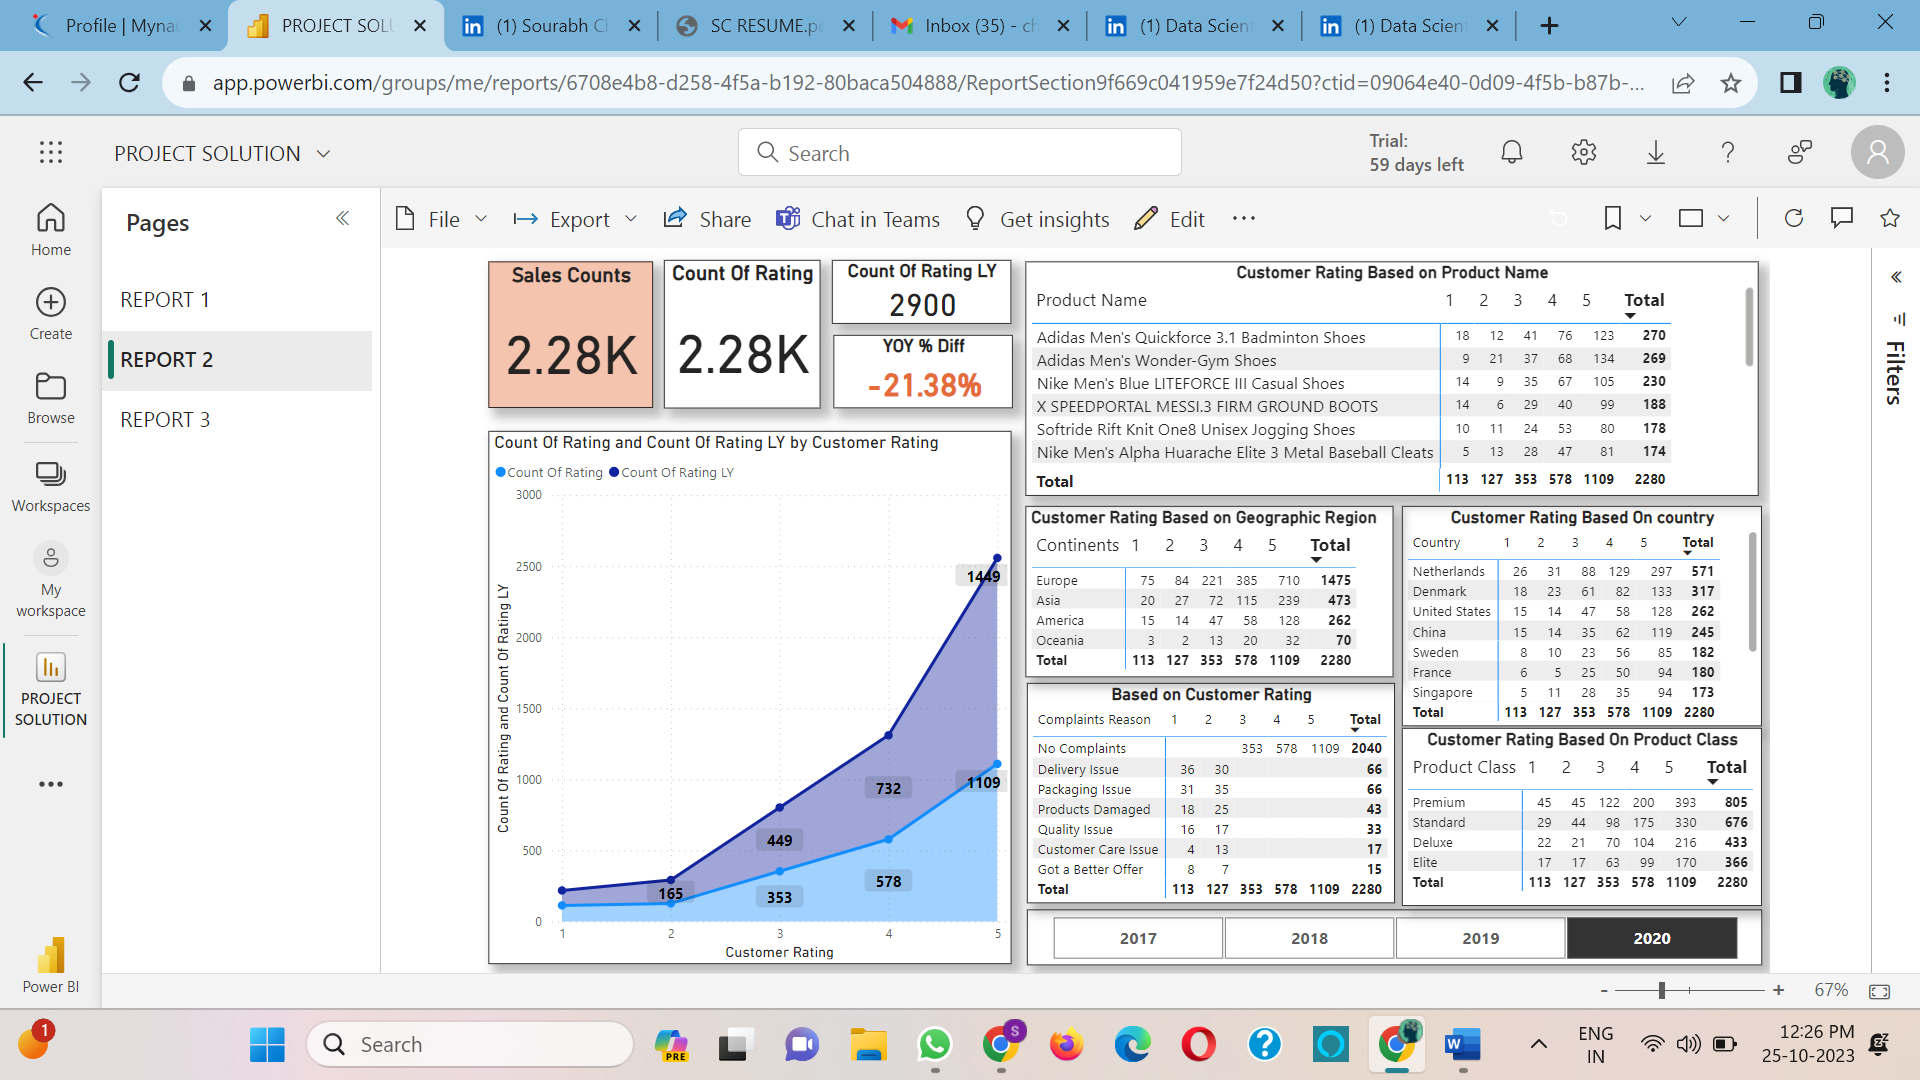 Profile | Myna
PROJECT SOL
(1) Sourabh C
SC RESUME.p
Inbox (35) - ch
(1) Data Scien
(1) Data Scien
app.powerbi.com/groups/me/reports/6708e4b8-d258-4f5a-b192-80baca504888/ReportSection9f669c041959e7f24d50?ctid=09064e40-0d09-4f5b-b87b-...
PROJECT SOLUTION
Search
Trial:
59 days left
Home
Create
Browse
Workspaces
My
workspace
PROJECT
SOLUTION
Power BI
Pages
REPORT 1
REPORT 2
REPORT 3
File
Export
Share
Chat in Teams
Get insights
Edit
Filters
Sales Counts
2.28K
Count Of Rating
2.28K
Count Of Rating LY
2900
YOY % Diff
-21.38%
Count Of Rating and Count Of Rating LY by Customer Rating
Count Of Rating Count Of Rating LY
Count Of Rating and Count Of Rating LY
3000
2500
2000
1500
1000
500
0
1449
1109
732
578
449
353
165
1 2 3 4 5
Customer Rating
Customer Rating Based on Product Name
Product Name 1 2 3 4 5 Total
Adidas Men's Quickforce 3.1 Badminton Shoes 18 12 41 76 123 270
Adidas Men's Wonder-Gym Shoes 9 21 37 68 134 269
Nike Men's Blue LITEFORCE III Casual Shoes 14 9 35 67 105 230
X SPEEDPORTAL MESSI.3 FIRM GROUND BOOTS 14 6 29 40 99 188
Softride Rift Knit One8 Unisex Jogging Shoes 10 11 24 53 80 178
Nike Men's Alpha Huarache Elite 3 Metal Baseball Cleats 5 13 28 47 81 174
Total 113 127 353 578 1109 2280
Customer Rating Based on Geographic Region
Continents 1 2 3 4 5 Total
Europe 75 84 221 385 710 1475
Asia 20 27 72 115 239 473
America 15 14 47 58 128 262
Oceania 3 2 13 20 32 70
Total 113 127 353 578 1109 2280
Customer Rating Based On country
Country 1 2 3 4 5 Total
Netherlands 26 31 88 129 297 571
Denmark 18 23 61 82 133 317
United States 15 14 47 58 128 262
China 15 14 35 62 119 245
Sweden 8 10 23 56 85 182
France 6 5 25 50 94 180
Singapore 5 11 28 35 94 173
Total 113 127 353 578 1109 2280
Based on Customer Rating
Complaints Reason 1 2 3 4 5 Total
No Complaints 353 578 1109 2040
Delivery Issue 36 30 66
Packaging Issue 31 35 66
Products Damaged 18 25 43
Quality Issue 16 17 33
Customer Care Issue 4 13 17
Got a Better Offer 8 7 15
Total 113 127 353 578 1109 2280
Customer Rating Based On Product Class
Product Class 1 2 3 4 5 Total
Premium 45 45 122 200 393 805
Standard 29 44 98 175 330 676
Deluxe 22 21 70 104 216 433
Elite 17 17 63 99 170 366
Total 113 127 353 578 1109 2280
2017 2018 2019 2020
- + 67%
1
Search
PRE
S
W
ENG
IN
12:26 PM
25-10-2023